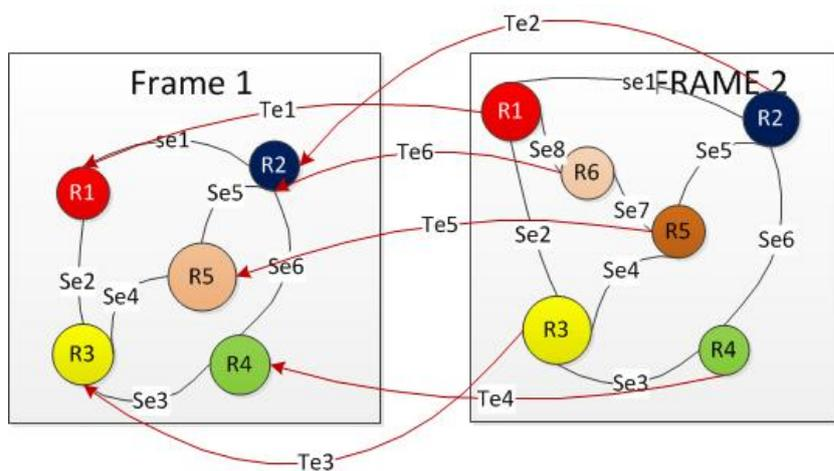 Te2
Frame 1
FRAME 2
se1
R1
Te1
R2
se1
R2
Te6
Se8
R6
Se5
R1
Se5
Se7
Te5
R5
Se2
Se6
R5
Se6
Se2
Se4
Se4
R3
R4
R3
R4
Se3
Te4
Se3
Te3